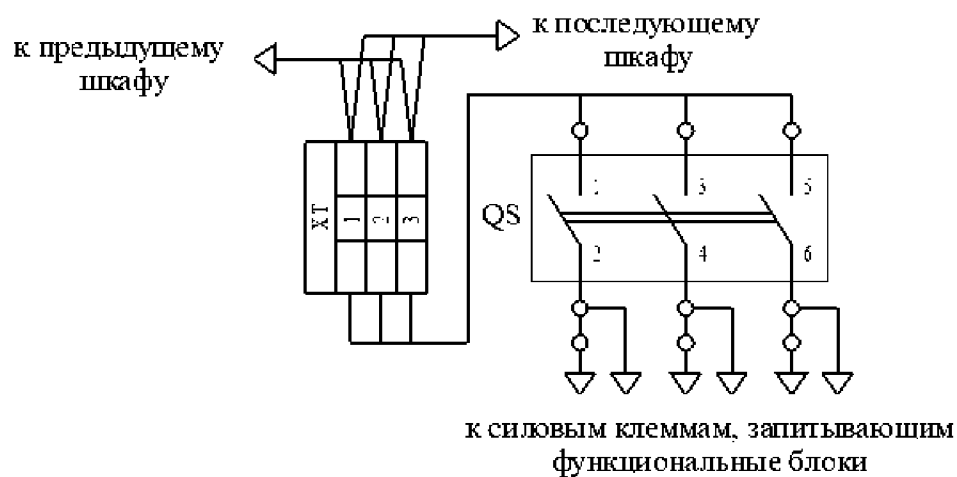 к предыдущему
шкафу
к последующему
шкафу
XT
1
2
3
QS
1
3
5
2
4
6
к силовым клеммам, запитывающим
функциональные блоки